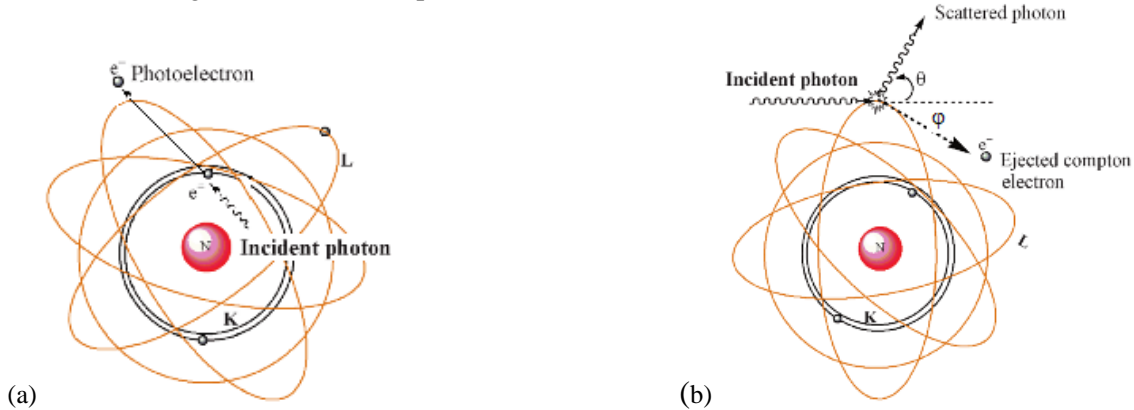 e⁻ Photoelectron
L
e⁻
Incident photon
N
K
(a)
Scattered photon
Incident photon
θ
φ
e⁻
Ejected compton
electron
L
N
K
(b)